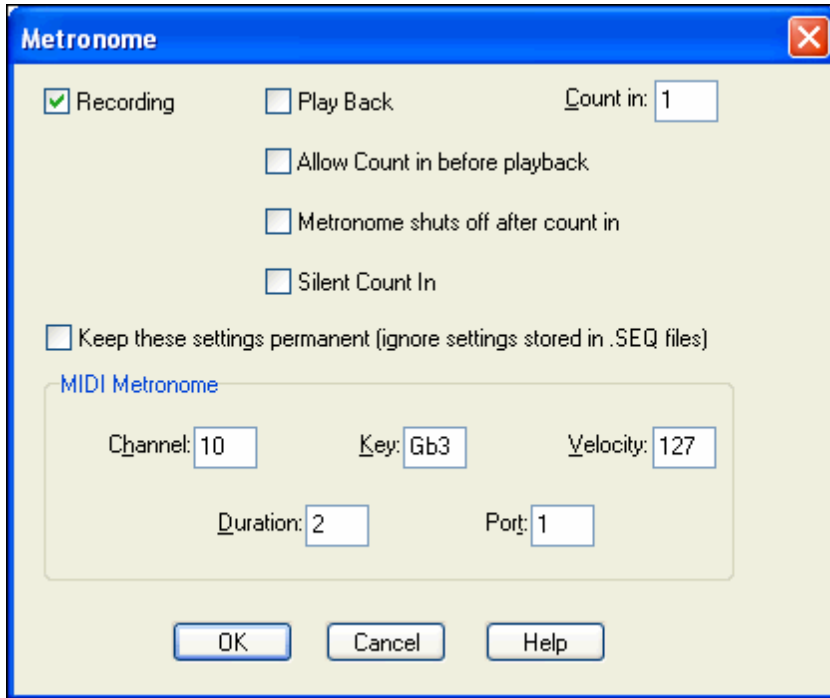 Metronome
Recording Play Back Count in: 1
Allow Count in before playback
Metronome shuts off after count in
Silent Count In
Keep these settings permanent (ignore settings stored in .SEQ files)
MIDI Metronome
Channel: 10 Key: Gb3 Velocity: 127
Duration: 2 Port: 1
OK Cancel Help